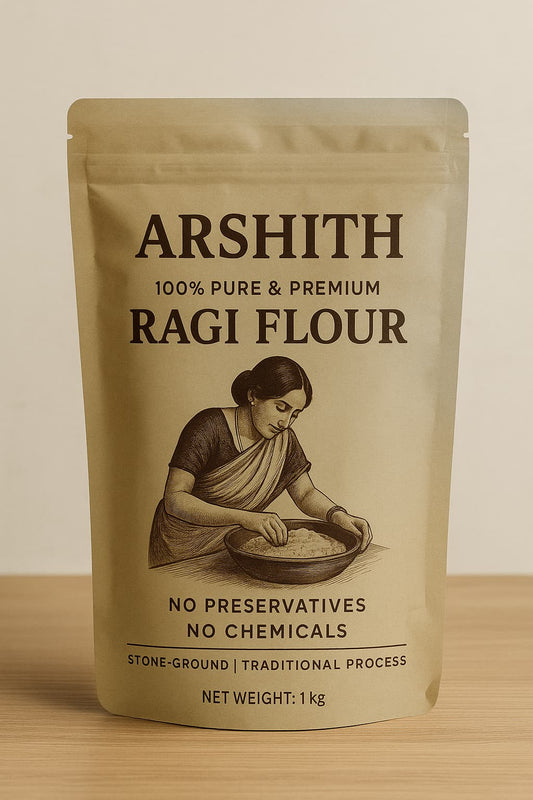 ARSHITH
100% PURE & PREMIUM
RAGI FLOUR
NO PRESERVATIVES
NO CHEMICALS
STONE-GROUND | TRADITIONAL PROCESS
NET WEIGHT: 1 kg